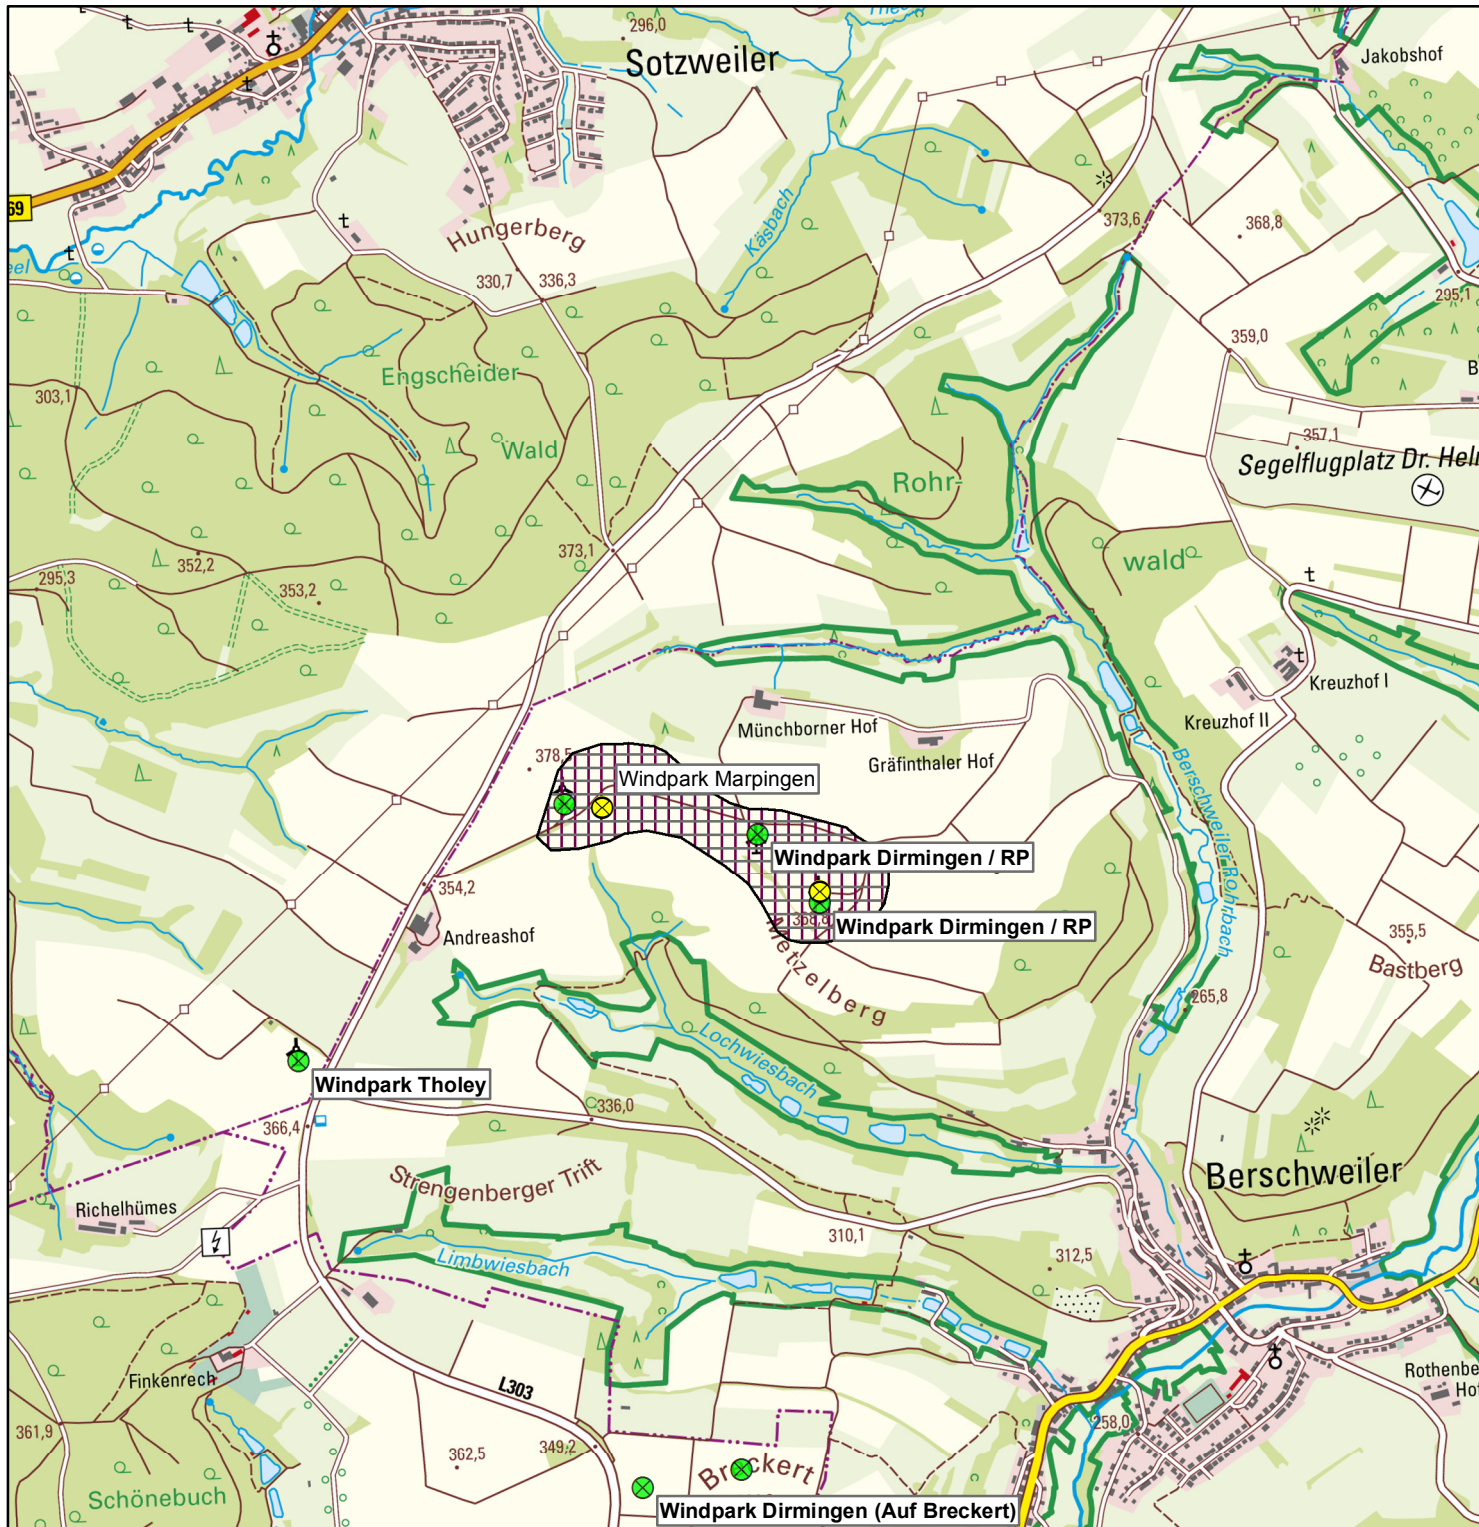 296,0
Sotzweiler
Jakobshof
69
Hungerberg
Käsbach
373,6
368,8
330,7
336,3
295,1
359,0
Engscheider
303,1
Wald
357,1
Rohr-
Segelflugplatz Dr. Hel
373,1
352,2
wald
295,3
353,2
Kreuzhof I
Kreuzhof II
Münchborner Hof
Gräfinthaler Hof
378,5
Windpark Marpingen
Berschweiler Rohrbach
Windpark Dirmingen / RP
354,2
368,8
Windpark Dirmingen / RP
Andreashof
Metzelberg
355,5
Bastberg
265,8
Lochwiesbach
Windpark Tholey
336,0
366,4
Strengenberger Trift
Berschweiler
Richelhümes
310,1
312,5
Limbwiesbach
Finkenrech
L303
Rothenbe
Hof
258,0
361,9
362,5
349,2
Breckert
Schönebuch
Windpark Dirmingen (Auf Breckert)